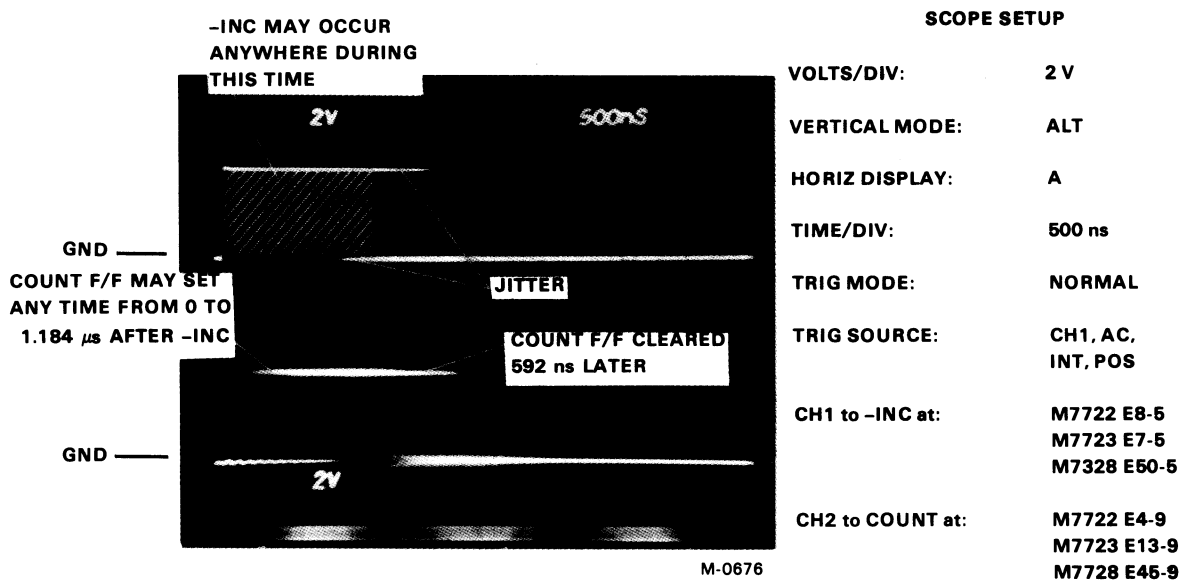 -INC MAY OCCUR
ANYWHERE DURING
THIS TIME
2V
500nS
GND
COUNT F/F MAY SET
ANY TIME FROM 0 TO
1.184 μs AFTER -INC
JITTER
COUNT F/F CLEARED
592 ns LATER
GND
2V
M-0676
SCOPE SETUP
VOLTS/DIV: 2 V
VERTICAL MODE: ALT
HORIZ DISPLAY: A
TIME/DIV: 500 ns
TRIG MODE: NORMAL
TRIG SOURCE: CH1, AC,
INT, POS
CH1 to -INC at: M7722 E8-5
M7723 E7-5
M7328 E50-5
CH2 to COUNT at: M7722 E4-9
M7723 E13-9
M7728 E45-9